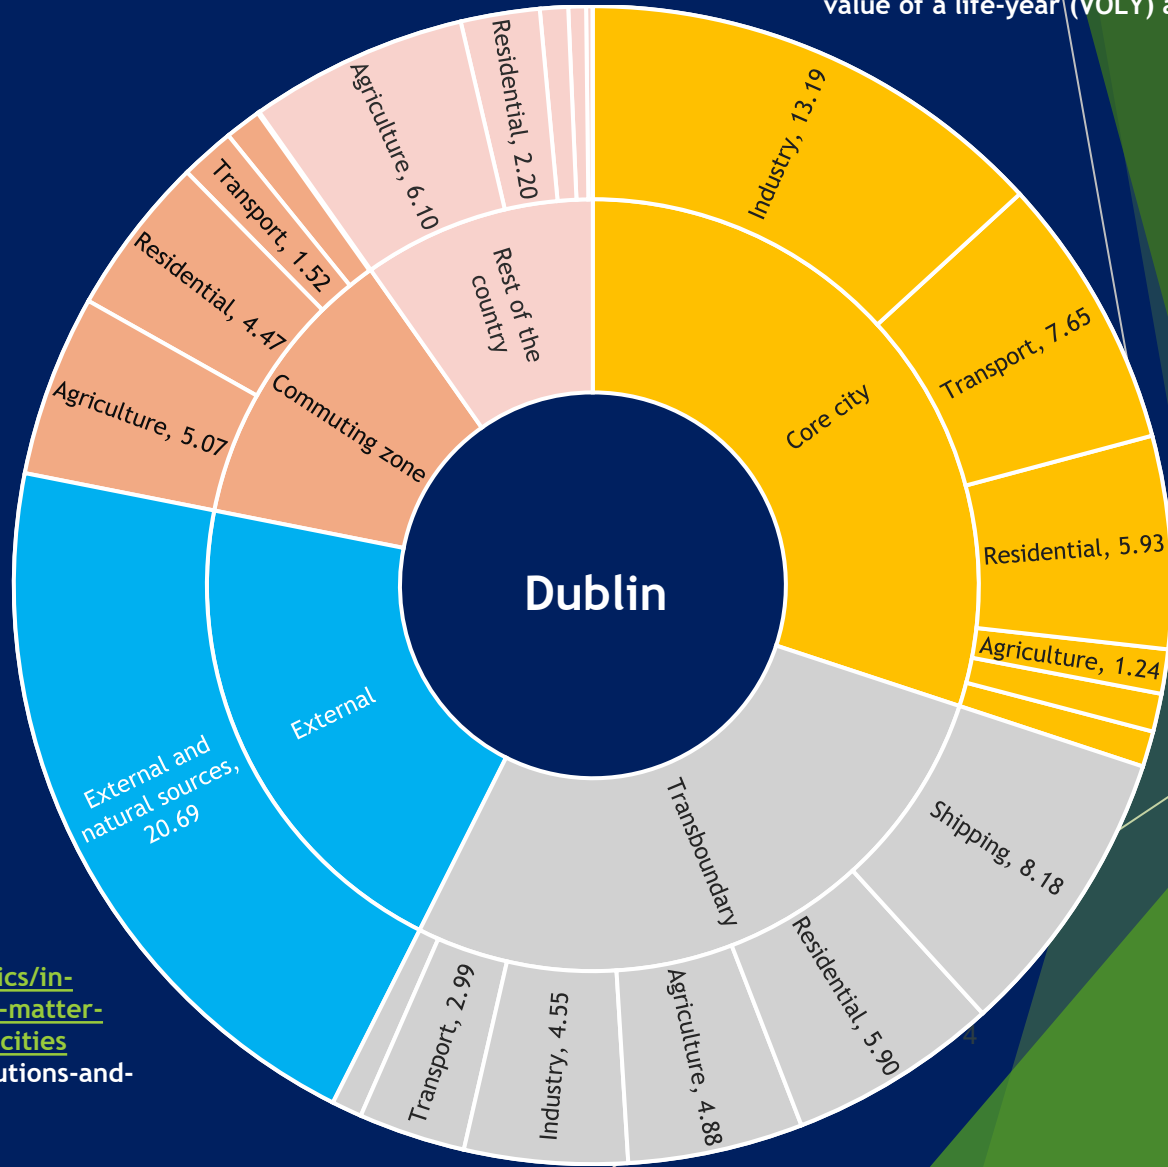 value of a life-year (VOLY) a
Industry, 13.19
Transport, 7.65
Residential, 5.93
Agriculture, 1.24
Core city
Shipping, 8.18
Residential, 5.90
Agriculture, 4.88
Industry, 4.55
Transport, 2.99
Transboundary
External and
natural sources,
20.69
External
Agriculture, 5.07
Residential, 4.47
Transport, 1.52
Commuting zone
Agriculture, 6.10
Residential, 2.20
Rest of the
country
Dublin
ics/in-
-matter-
cities
utions-and-
4